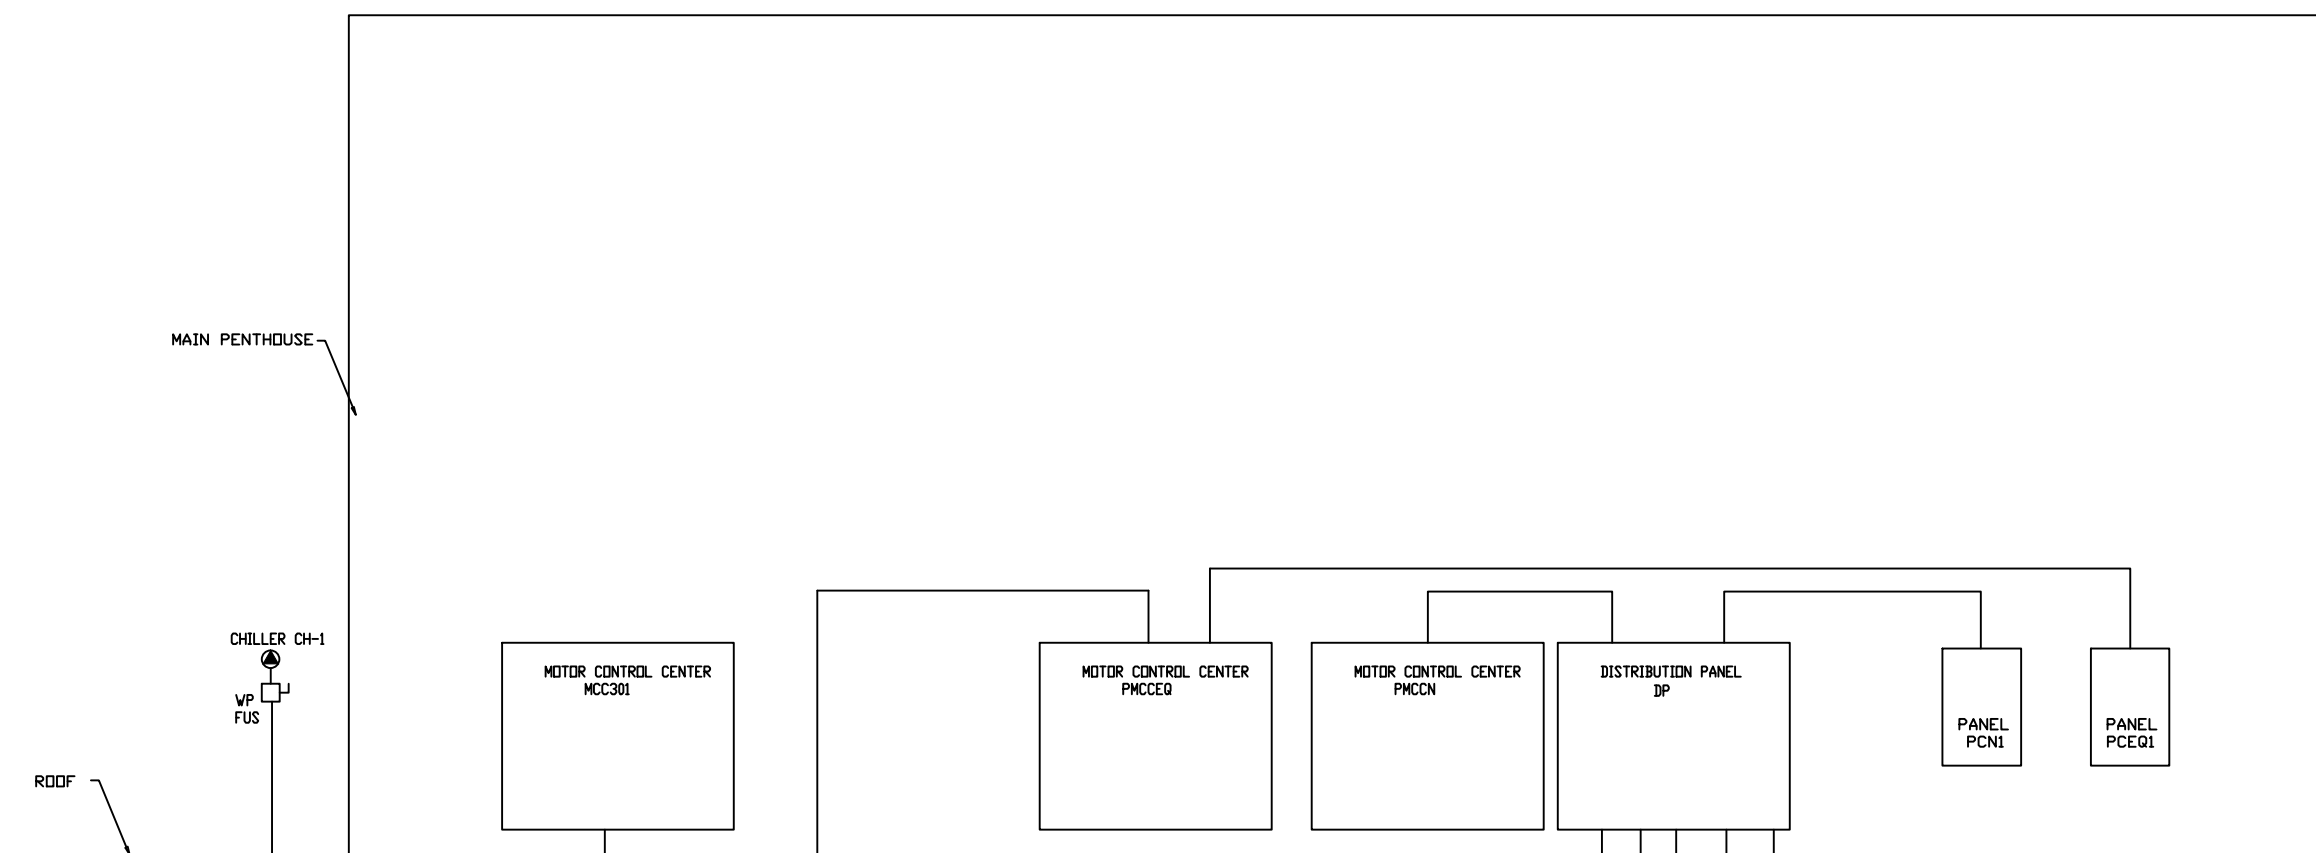 MAIN PENTHOUSE
CHILLER CH-1
WP
FUS
ROOF
MOTOR CONTROL CENTER
MCC301
MOTOR CONTROL CENTER
PMCCEQ
MOTOR CONTROL CENTER
PMCCN
DISTRIBUTION PANEL
DP
PANEL
PCN1
PANEL
PCEQ1